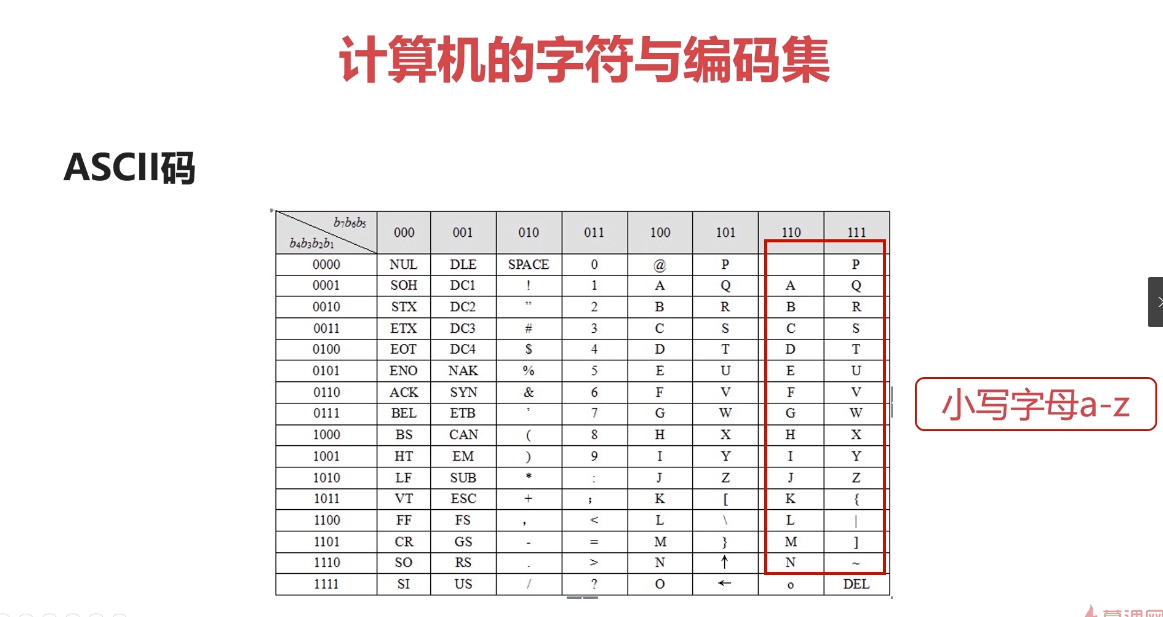 计算机的字符与编码集
ASCII码
b7b6b5
b4b3b2b1 000 001 010 011 100 101 110 111
0000 NUL DLE SPACE 0 @ P P
0001 SOH DC1 ! 1 A Q A Q
0010 STX DC2 ” 2 B R B R
0011 ETX DC3 # 3 C S C S
0100 EOT DC4 $ 4 D T D T
0101 ENO NAK % 5 E U E U
0110 ACK SYN & 6 F V F V
0111 BEL ETB ’ 7 G W G W
1000 BS CAN ( 8 H X H X
1001 HT EM ) 9 I Y I Y
1010 LF SUB * : J Z J Z
1011 VT ESC + ; K [ K {
1100 FF FS , < L \ L |
1101 CR GS - = M } M ]
1110 SO RS . > N ↑ N ~
1111 SI US / ? O ← o DEL
小写字母a-z
慕课网